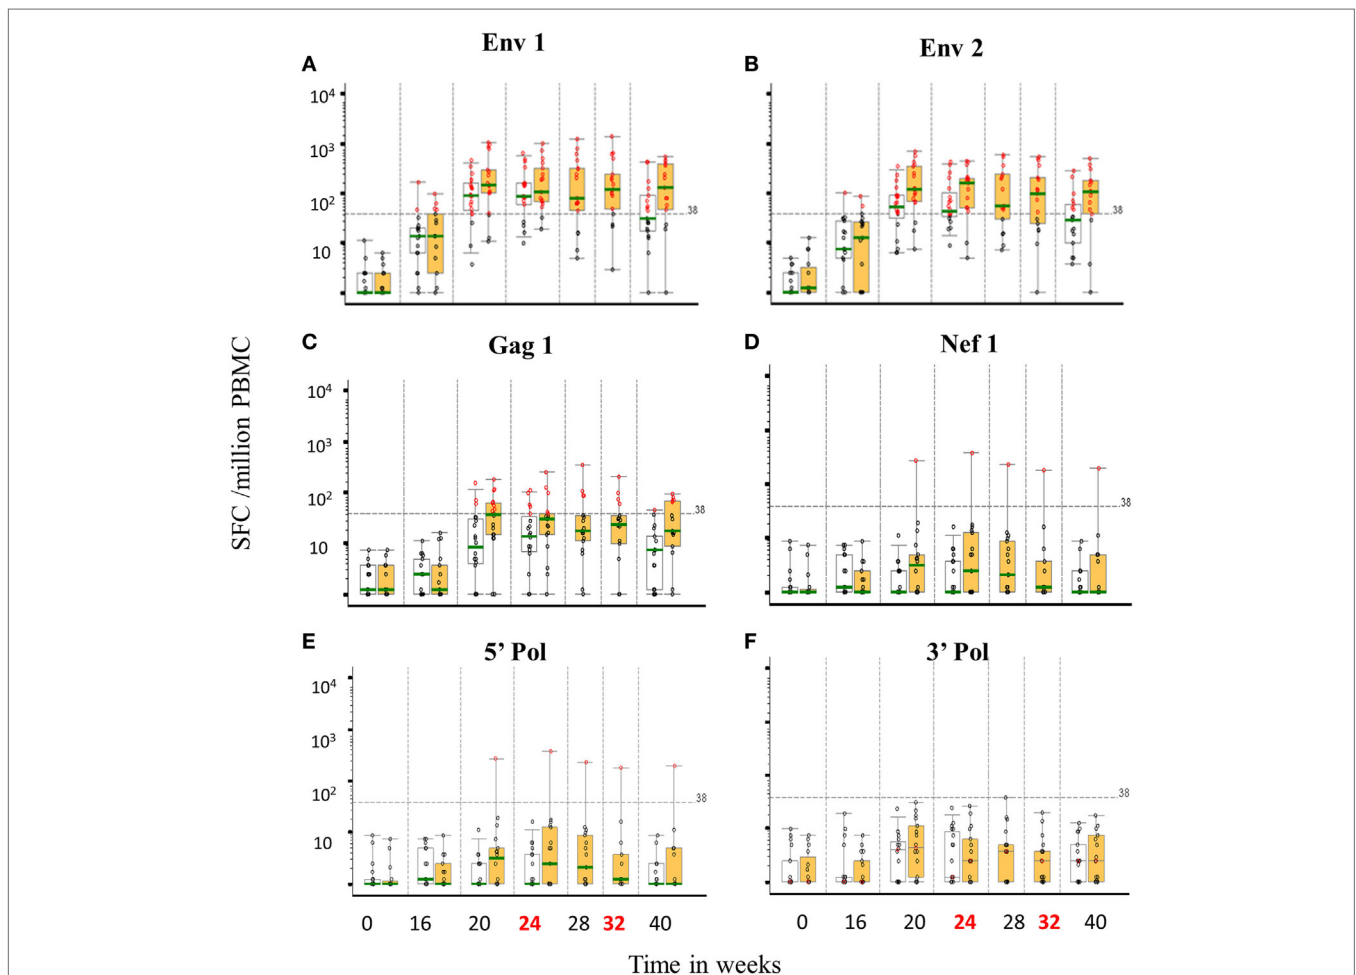 Env 1
Env 2
A
B
10⁴
10³
10²
10
38
38
C
Gag 1
D
Nef 1
SFC /million PBMC
10⁴
10³
10²
10
38
38
E
5’ Pol
F
3’ Pol
10⁴
10³
10²
10
38
38
0 16 20 24 28 32 40
0 16 20 24 28 32 40
Time in weeks